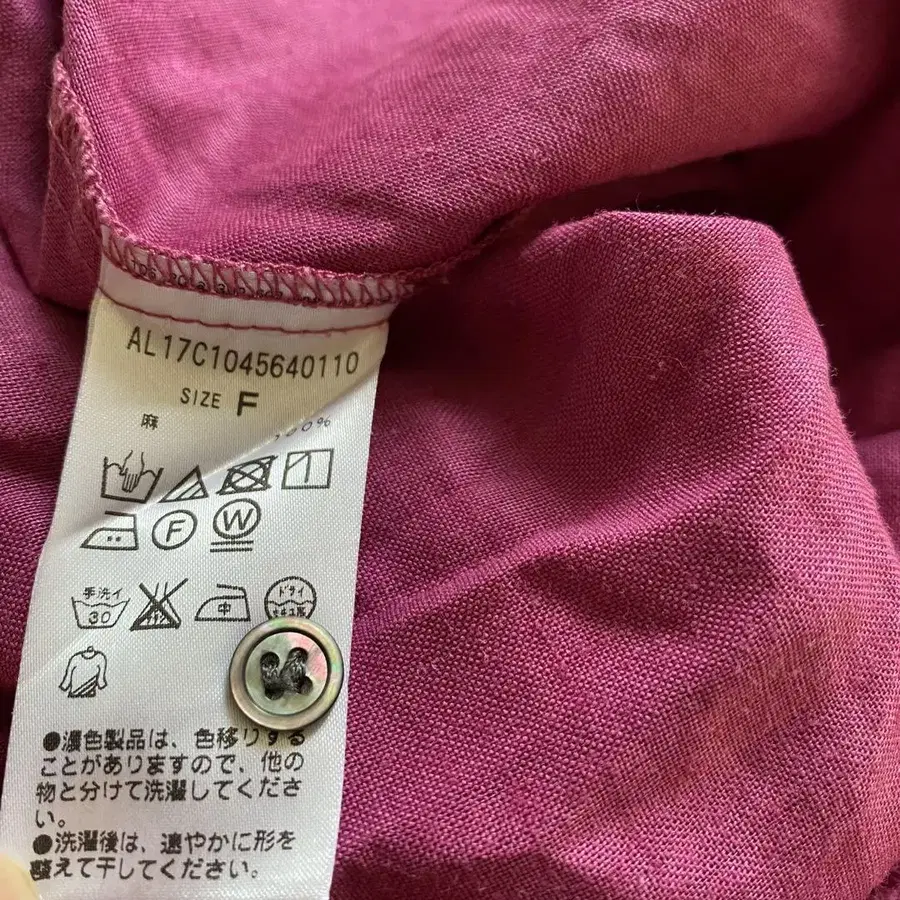 AL17C1045640110
SIZE F
麻 100%
F W
手洗イ
30
中
ドライ
●濃色製品は、色移りする
ことがありますので、他の
物と分けて洗濯してくださ
い。
●洗濯後は、速やかに形を
整えて干してください。